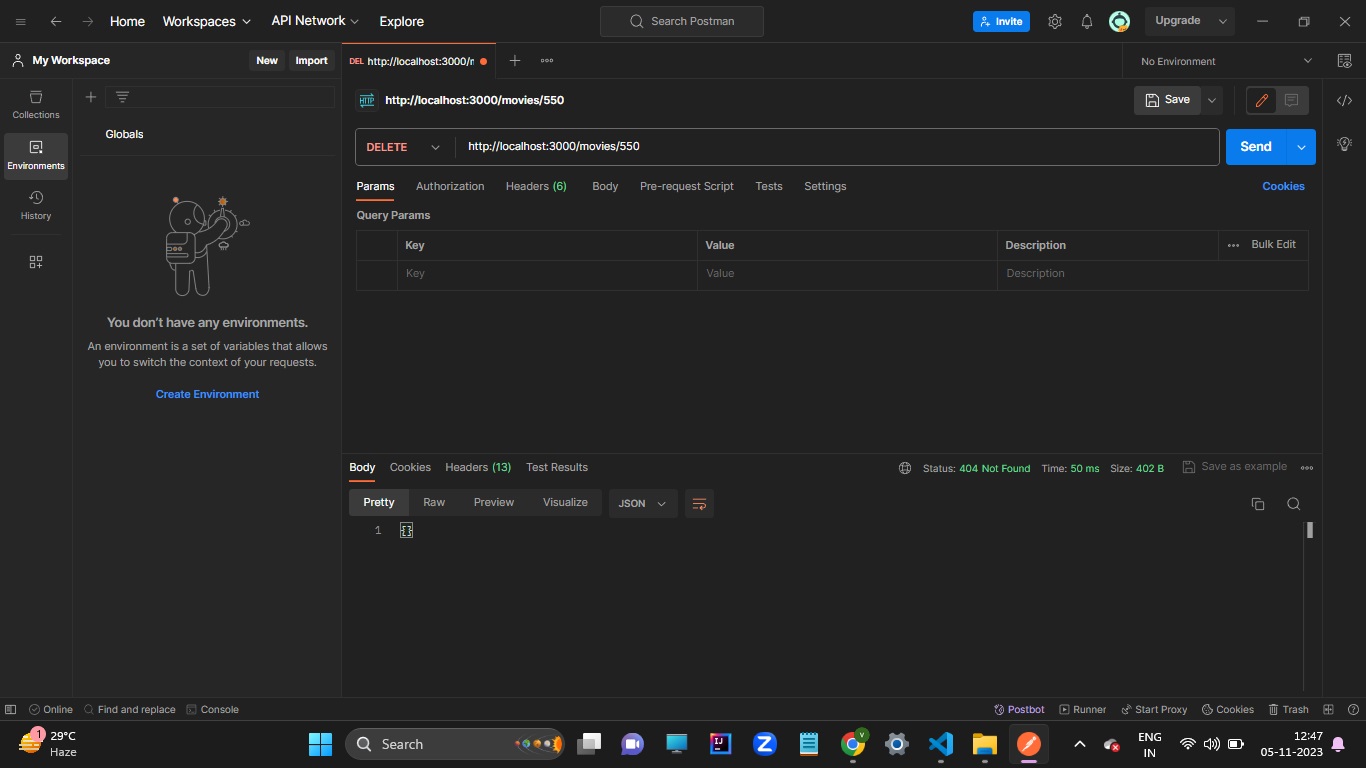 Home Workspaces API Network Explore Search Postman Invite Upgrade
My Workspace New Import DEL http://localhost:3000/n No Environment
Collections
Environments
History
Globals
You don't have any environments.
An environment is a set of variables that allows
you to switch the context of your requests.
Create Environment
HTTP http://localhost:3000/movies/550 Save
DELETE http://localhost:3000/movies/550 Send
Params Authorization Headers (6) Body Pre-request Script Tests Settings Cookies
Query Params
Key Value Description Bulk Edit
Key Value Description
Body Cookies Headers (13) Test Results Status: 404 Not Found Time: 50 ms Size: 402 B Save as example
Pretty Raw Preview Visualize JSON
1 {}
Online Find and replace Console Postbot Runner Start Proxy Cookies Trash
1 29°C
Haze
Search
IJ
Z
V
ENG
IN
12:47
05-11-2023